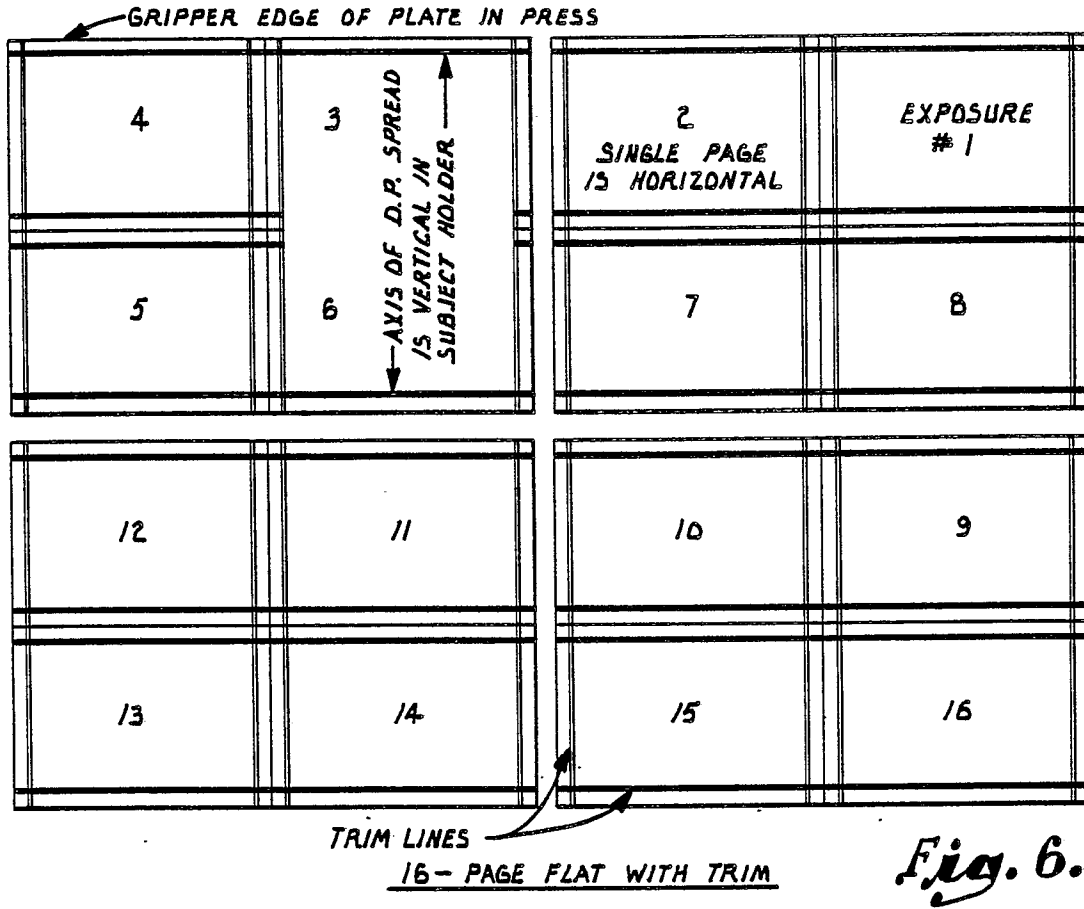 GRIPPER EDGE OF PLATE IN PRESS
4
3
AXIS OF D.P. SPREAD
IS VERTICAL IN
SUBJECT HOLDER
2
SINGLE PAGE
IS HORIZONTAL
EXPOSURE
#1
5
6
7
8
12
11
10
9
13
14
15
16
TRIM LINES
16- PAGE FLAT WITH TRIM
Fig. 6.